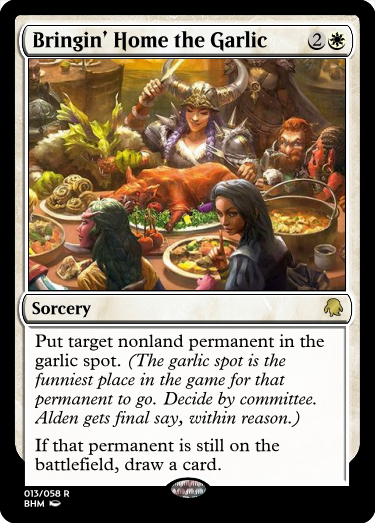 Bringin' Home the Garlic 2
Sorcery
Put target nonland permanent in the
garlic spot. (The garlic spot is the
funniest place in the game for that
permanent to go. Decide by committee.
Alden gets final say, within reason.)
If that permanent is still on the
battlefield, draw a card.
013/058 R
BHM